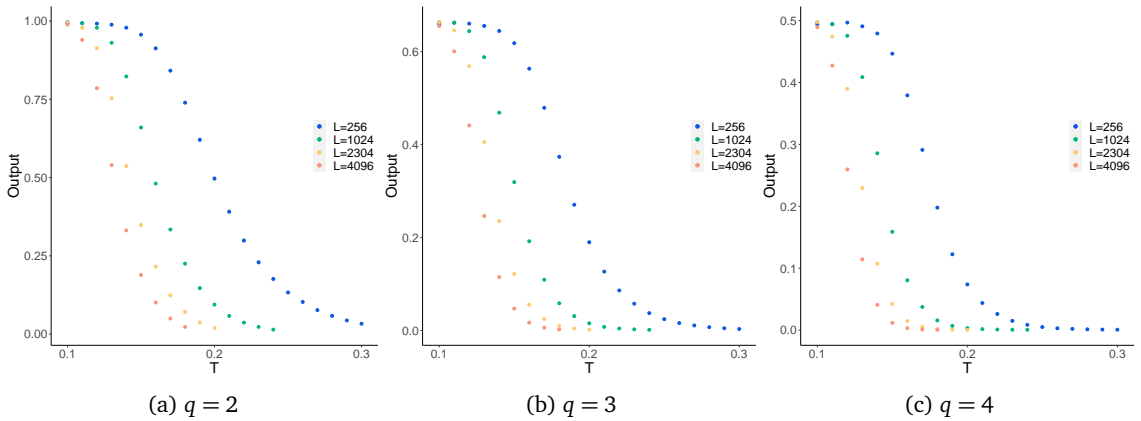 1.00
0.75
0.50
0.25
0.00
Output
0.1
0.2
0.3
T
L=256
L=1024
L=2304
L=4096
(a) q = 2
0.6
0.4
0.2
0.0
Output
0.1
0.2
0.3
T
L=256
L=1024
L=2304
L=4096
(b) q = 3
0.5
0.4
0.3
0.2
0.1
0.0
Output
0.1
0.2
0.3
T
L=256
L=1024
L=2304
L=4096
(c) q = 4